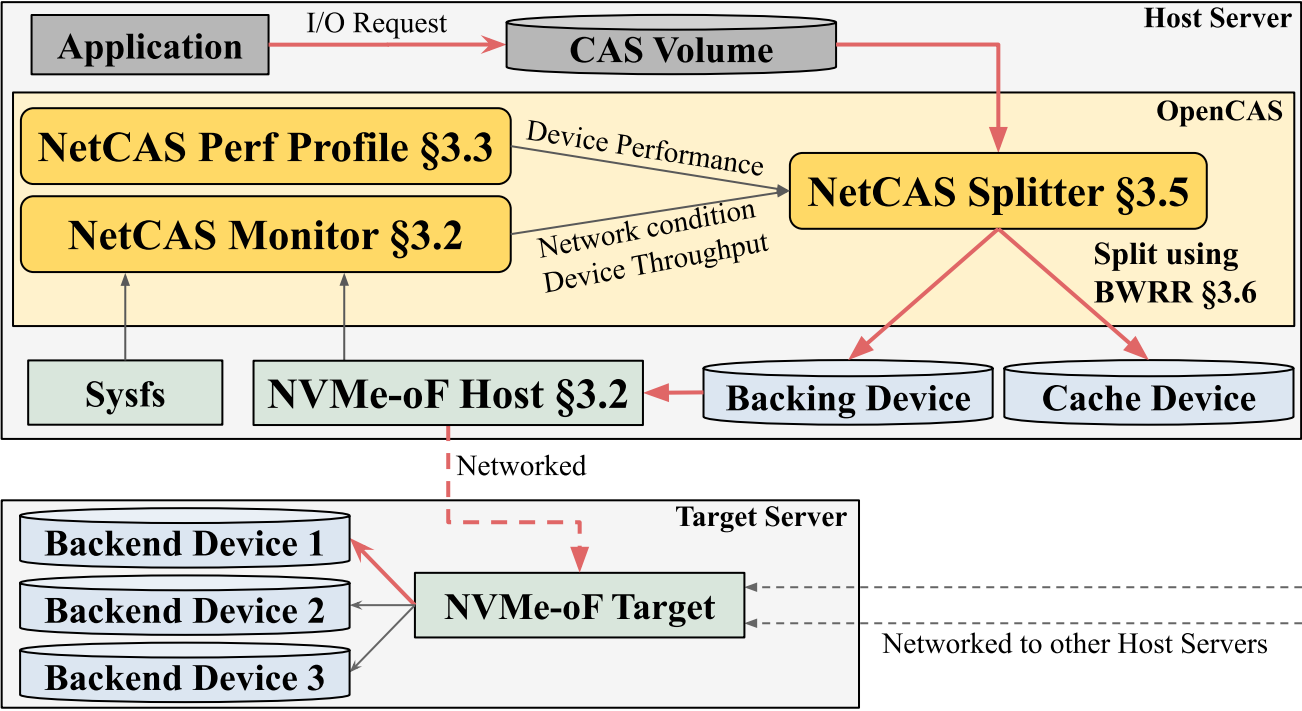 Host Server
Application
I/O Request
CAS Volume
OpenCAS
NetCAS Perf Profile §3.3
Device Performance
NetCAS Splitter §3.5
NetCAS Monitor §3.2
Network condition
Device Throughput
Split using
BWRR §3.6
Sysfs
NVMe-oF Host §3.2
Backing Device
Cache Device
Networked
Target Server
Backend Device 1
Backend Device 2
Backend Device 3
NVMe-oF Target
Networked to other Host Servers